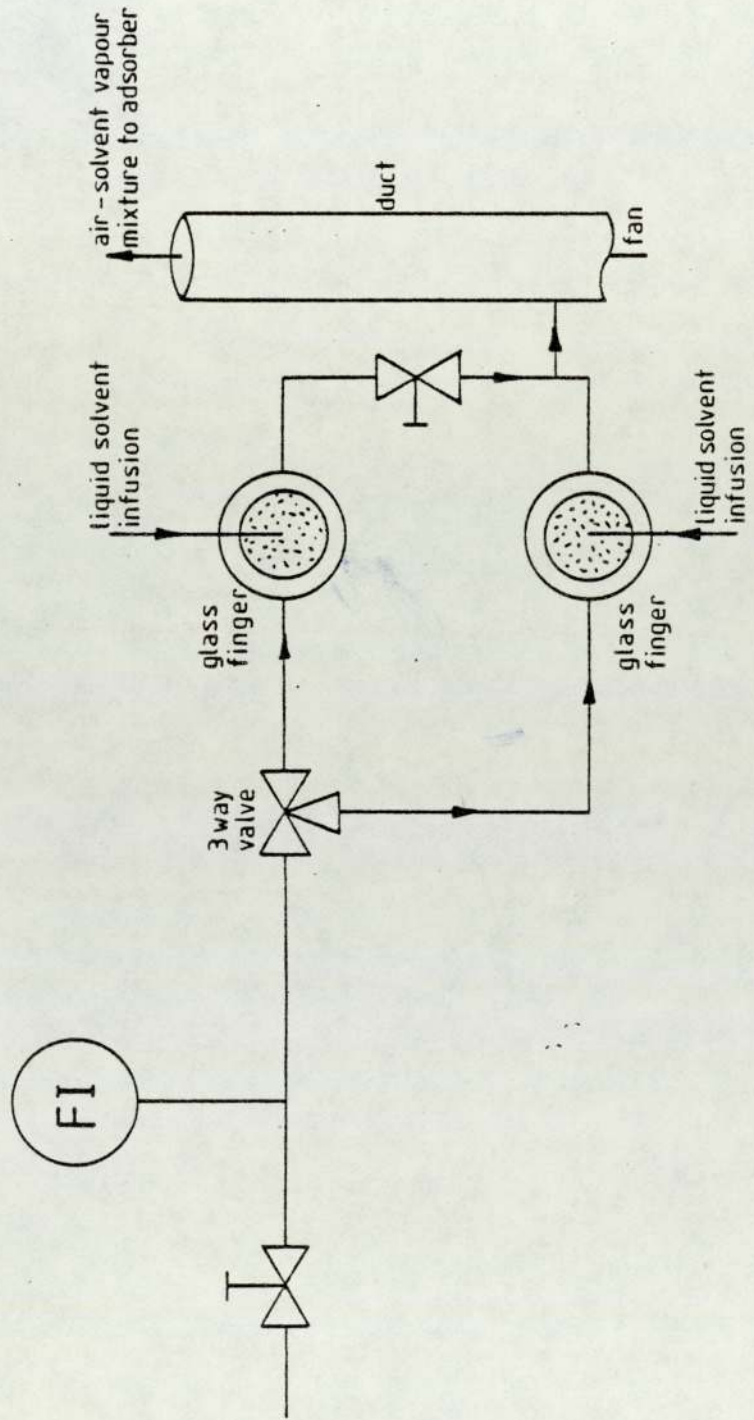 FI
3 way
valve
glass
finger
liquid solvent
infusion
air-solvent vapour
mixture to adsorber
duct
fan
glass
finger
liquid solvent
infusion